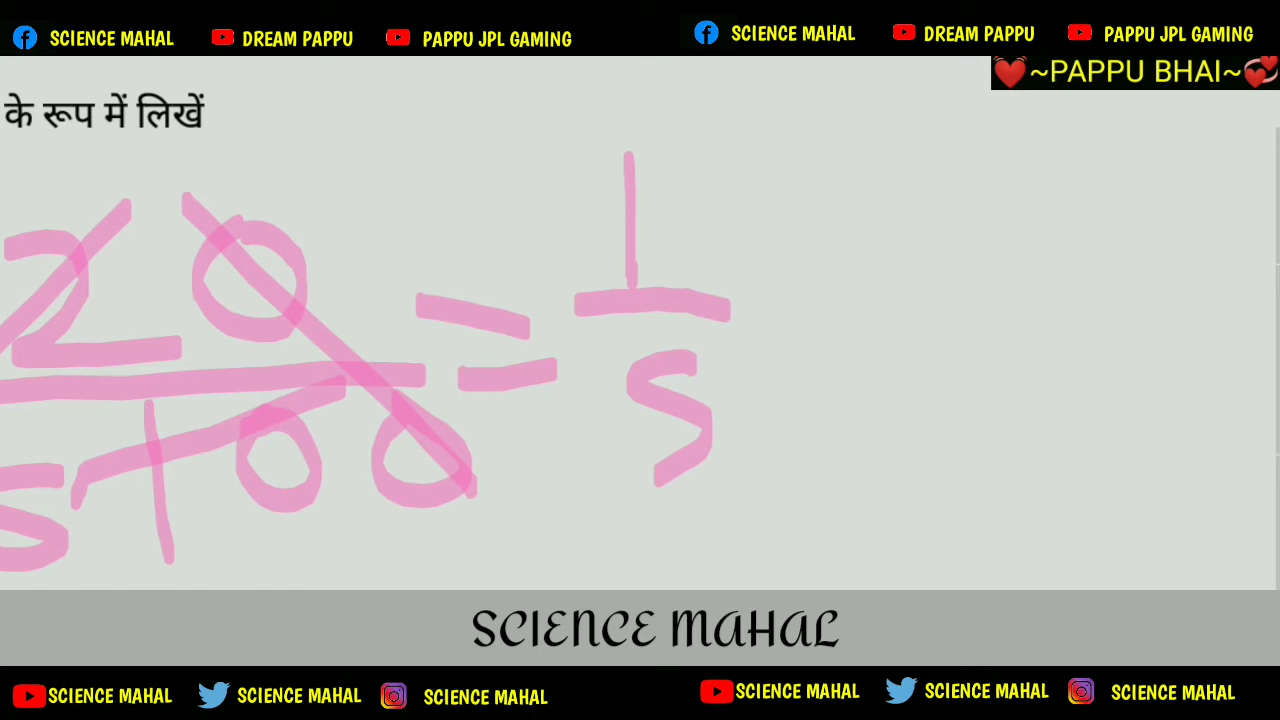 SCIENCE MAHAL DREAM PAPPU PAPPU JPL GAMING SCIENCE MAHAL DREAM PAPPU PAPPU JPL GAMING
~PAPPU BHAI~
के रूप में लिखें
20 = 1
100 5
5
SCIENCE MAHAL
SCIENCE MAHAL SCIENCE MAHAL SCIENCE MAHAL SCIENCE MAHAL SCIENCE MAHAL SCIENCE MAHAL